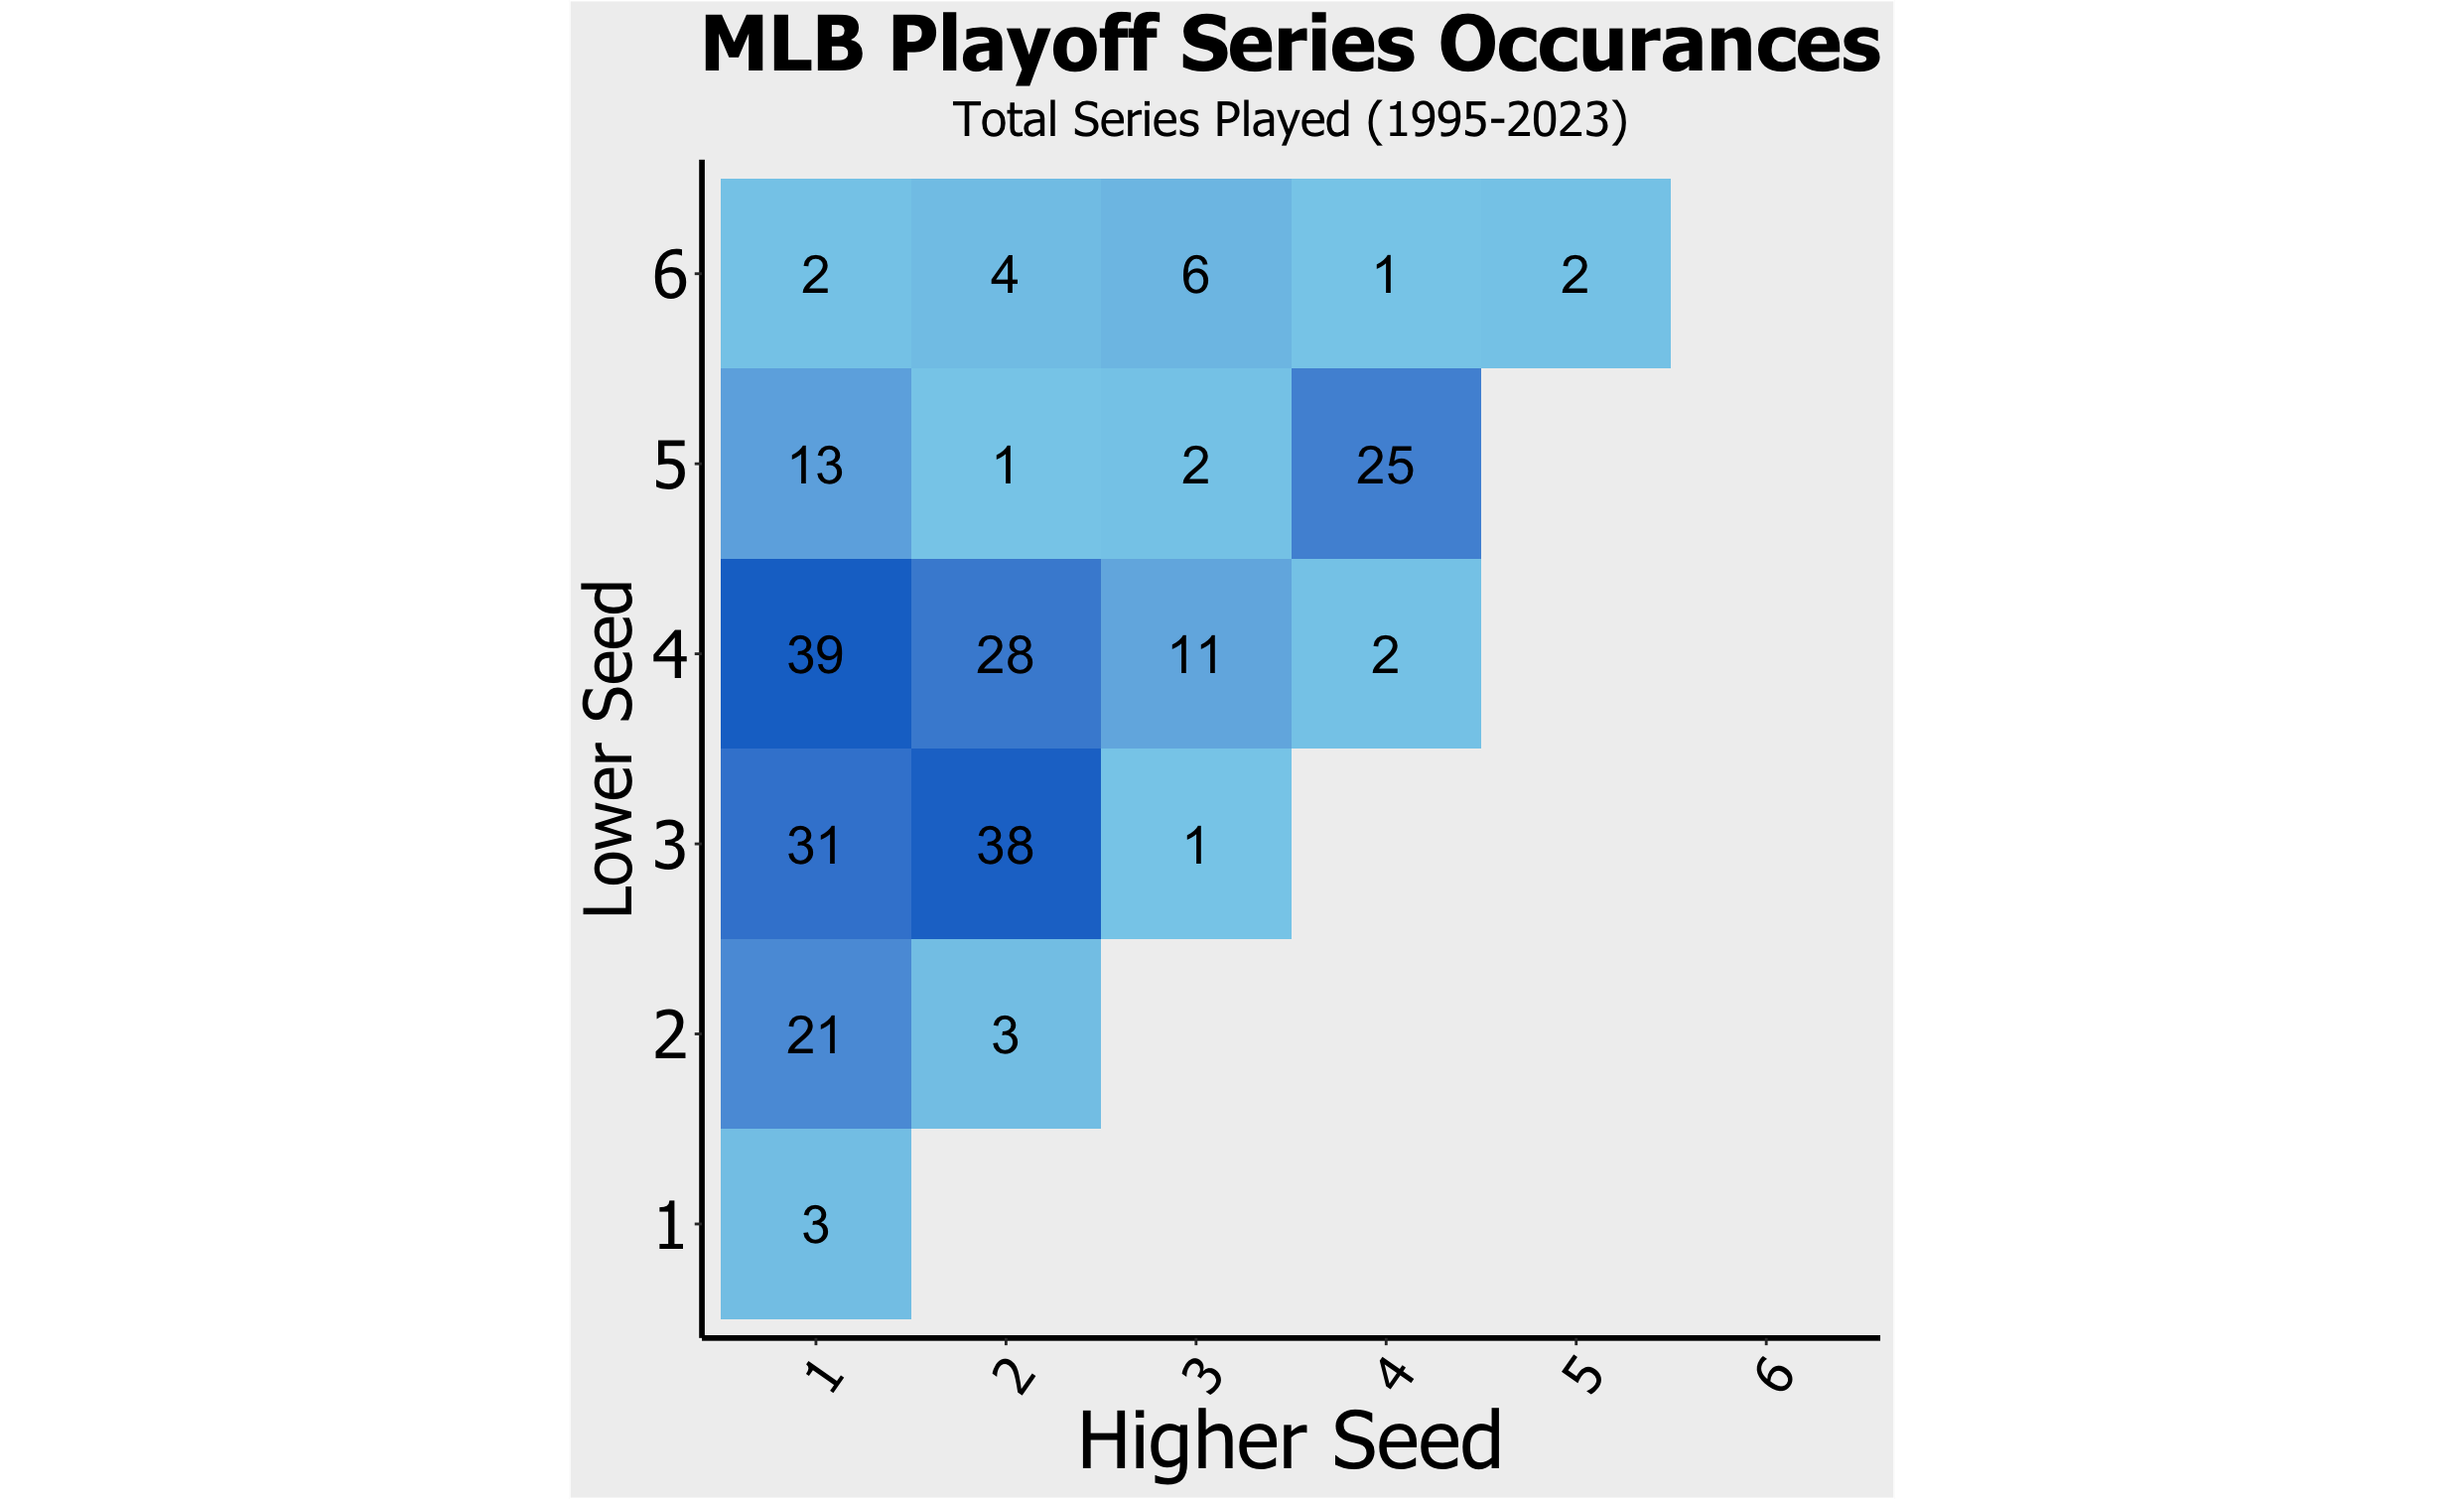 MLB Playoff Series Occurances
Total Series Played (1995-2023)
Lower Seed
6 2 4 6 1 2
5 13 1 2 25
4 39 28 11 2
3 31 38 1
2 21 3
1 3
1 2 3 4 5 6
Higher Seed